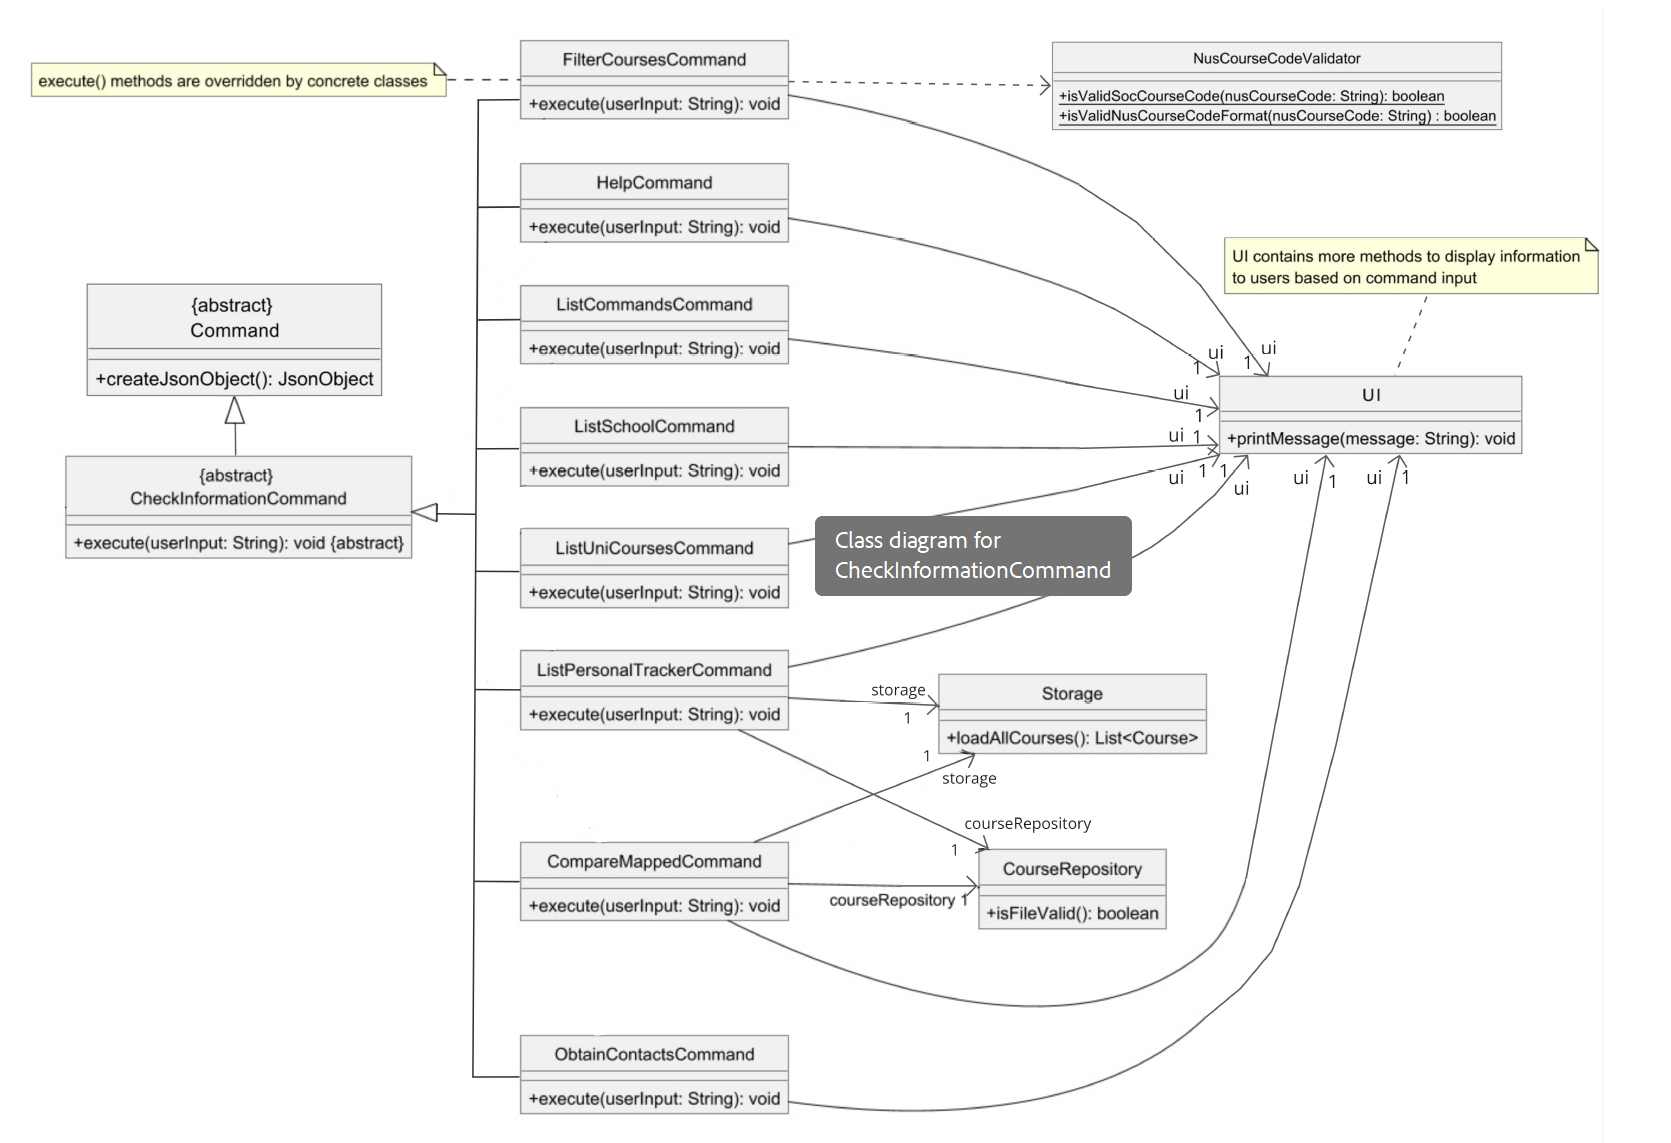 FilterCoursesCommand
+execute(userInput: String): void
execute() methods are overridden by concrete classes
NusCourseCodeValidator
+isValidSocCourseCode(nusCourseCode: String): boolean
+isValidNusCourseCodeFormat(nusCourseCode: String) : boolean
HelpCommand
+execute(userInput: String): void
UI contains more methods to display information
to users based on command input
{abstract}
Command
+createJsonObject(): JsonObject
ListCommandsCommand
+execute(userInput: String): void
ui
1
ui
1
ui
1
ui 1
UI
+printMessage(message: String): void
ListSchoolCommand
+execute(userInput: String): void
ui 1
1
ui
ui 1
ui 1
{abstract}
CheckInformationCommand
+execute(userInput: String): void {abstract}
ListUniCoursesCommand
+execute(userInput: String): void
Class diagram for
CheckInformationCommand
ListPersonalTrackerCommand
+execute(userInput: String): void
storage
1
Storage
+loadAllCourses(): List<Course>
1
storage
courseRepository
1
CompareMappedCommand
+execute(userInput: String): void
courseRepository 1
CourseRepository
+isFileValid(): boolean
ObtainContactsCommand
+execute(userInput: String): void